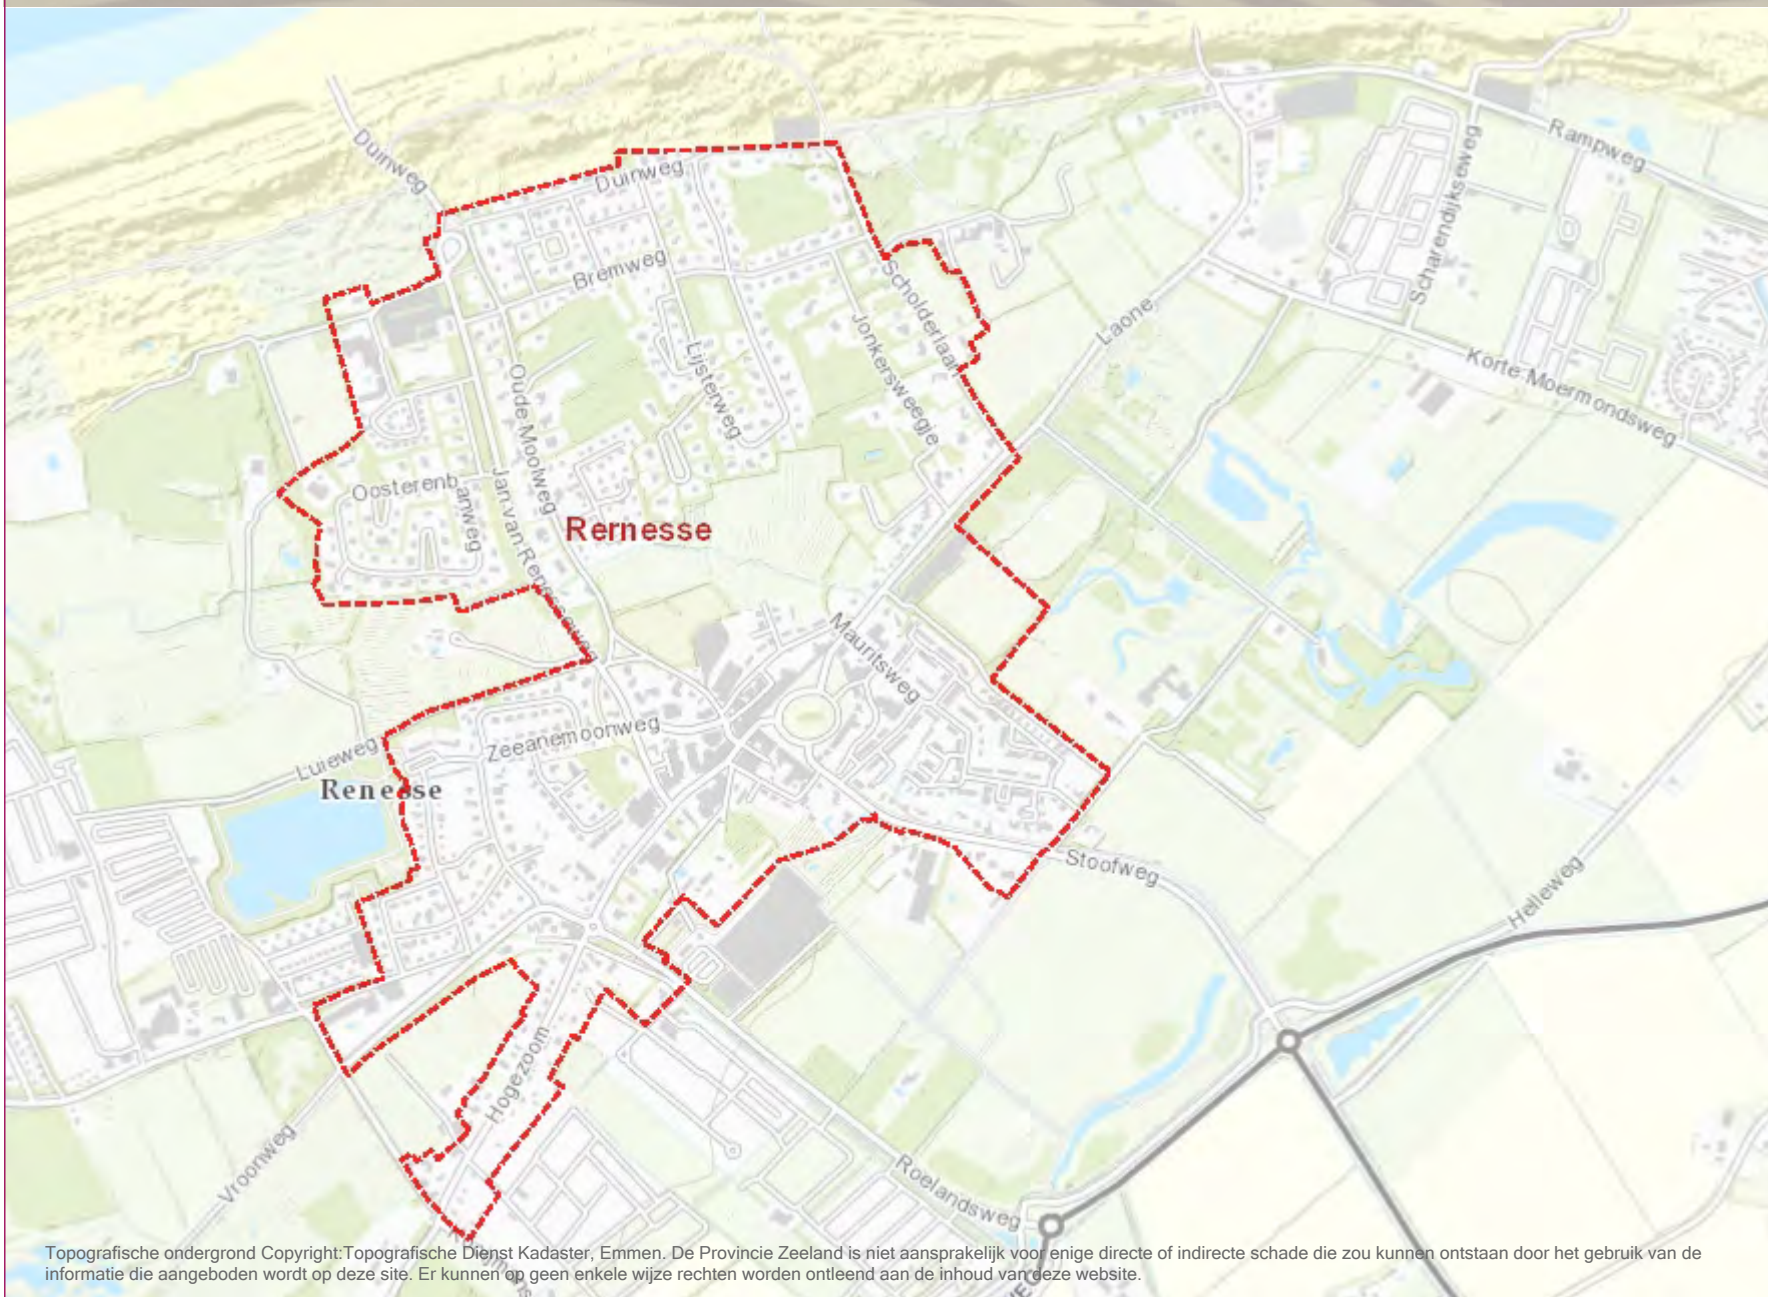 Duinweg
Duinweg
Rampweg
Scharendijkseweg
Bremweg
Scholderlaan
Laone
Jonkersweegje
Lijsterweg
Oude Moolweg
Korte Moermondsweg
Oosterenbanweg
Jan van Renesseweg
Rernesse
Mauritsweg
Zeeanemoonweg
Luieweg
Renesse
Stoofweg
Helleweg
Hogezoom
Vroonweg
Roelandsweg
Topografische ondergrond Copyright:Topografische Dienst Kadaster, Emmen. De Provincie Zeeland is niet aansprakelijk voor enige directe of indirecte schade die zou kunnen ontstaan door het gebruik van de
informatie die aangeboden wordt op deze site. Er kunnen op geen enkele wijze rechten worden ontleend aan de inhoud van deze website.